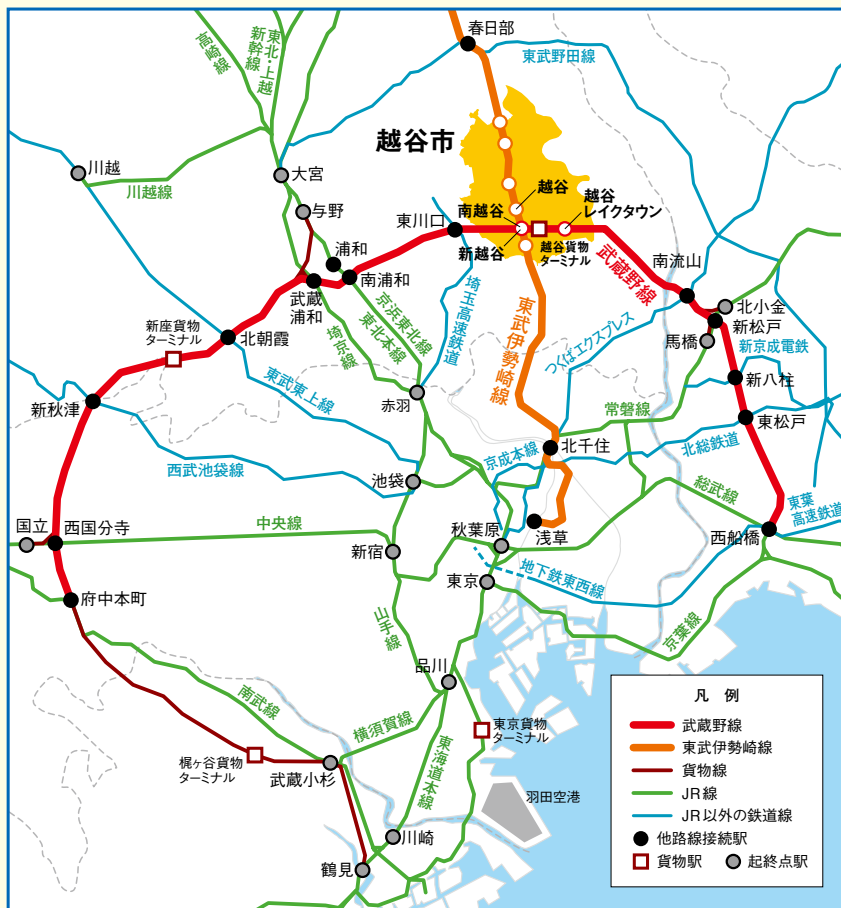 春日部
高崎線
東北・上越
新幹線
東武野田線
越谷市
川越
川越線
大宮
与野
越谷
越谷
レイクタウン
南越谷
東川口
新越谷
越谷貨物
ターミナル
浦和
南浦和
武蔵
浦和
武蔵野線
南流山
北小金
新松戸
馬橋
埼玉高速鉄道
京浜東北線
東北本線
埼京線
東武伊勢崎線
つくばエクスプレス
新京成電鉄
新八柱
新座貨物
ターミナル
北朝霞
東武東上線
赤羽
新秋津
常磐線
東松戸
北千住
北総鉄道
京成本線
西武池袋線
池袋
総武線
東葉
高速鉄道
国立
西国分寺
中央線
新宿
秋葉原
浅草
西船橋
地下鉄東西線
東京
府中本町
山手線
京葉線
品川
南武線
横須賀線
東海道本線
東京貨物
ターミナル
梶ヶ谷貨物
ターミナル
武蔵小杉
羽田空港
川崎
鶴見
凡 例
武蔵野線
東武伊勢崎線
貨物線
JR線
JR以外の鉄道線
他路線接続駅
貨物駅
起終点駅